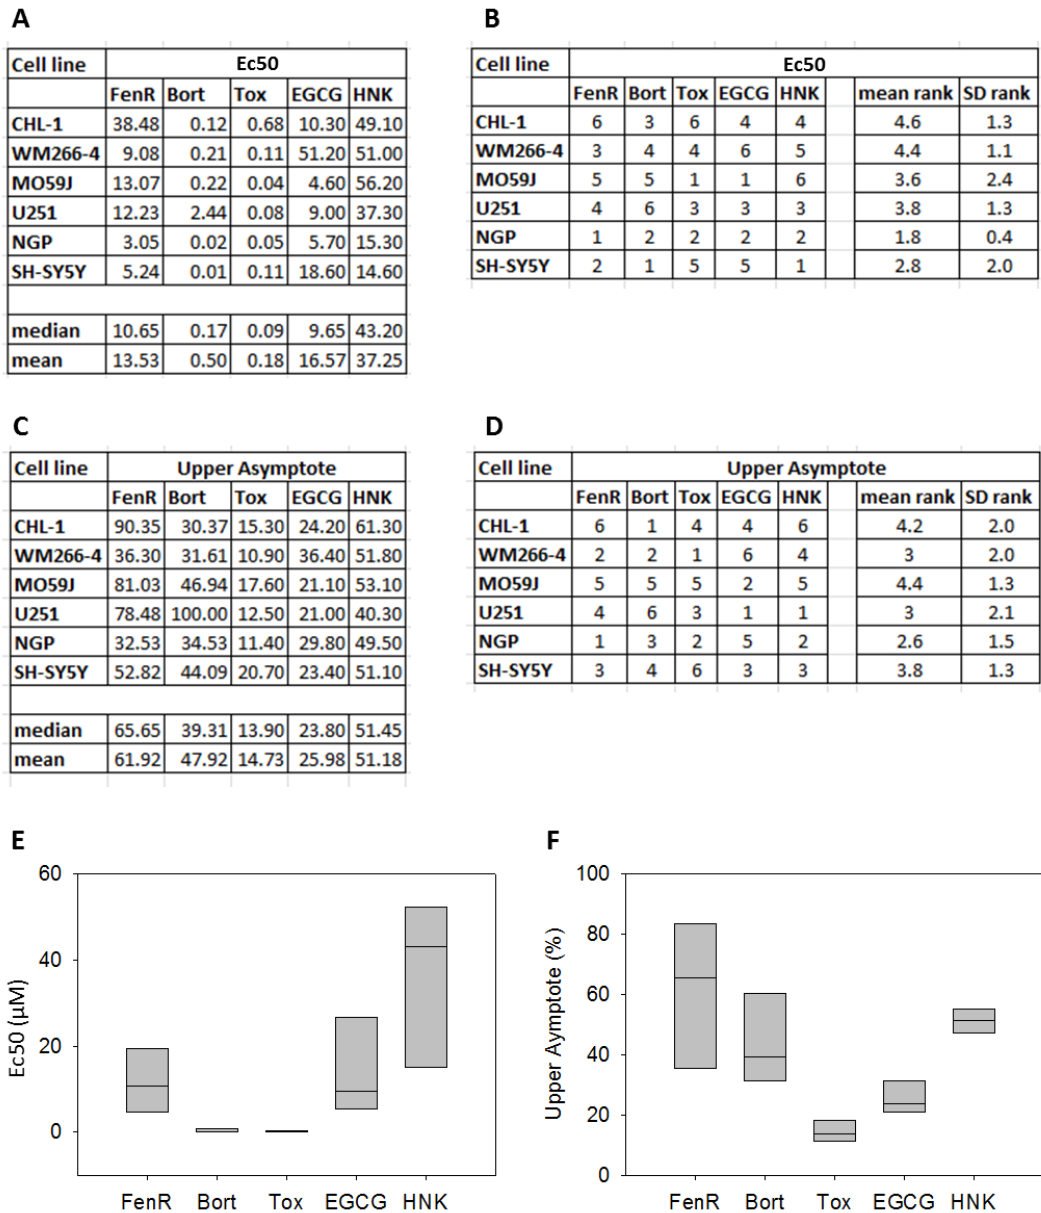 A
Cell line Ec50
FenR Bort Tox EGCG HNK
CHL-1 38.48 0.12 0.68 10.30 49.10
WM266-4 9.08 0.21 0.11 51.20 51.00
MO59J 13.07 0.22 0.04 4.60 56.20
U251 12.23 2.44 0.08 9.00 37.30
NGP 3.05 0.02 0.05 5.70 15.30
SH-SY5Y 5.24 0.01 0.11 18.60 14.60
median 10.65 0.17 0.09 9.65 43.20
mean 13.53 0.50 0.18 16.57 37.25
B
Cell line Ec50
FenR Bort Tox EGCG HNK mean rank SD rank
CHL-1 6 3 6 4 4 4.6 1.3
WM266-4 3 4 4 6 5 4.4 1.1
MO59J 5 5 1 1 6 3.6 2.4
U251 4 6 3 3 3 3.8 1.3
NGP 1 2 2 2 2 1.8 0.4
SH-SY5Y 2 1 5 5 1 2.8 2.0
C
Cell line Upper Asymptote
FenR Bort Tox EGCG HNK
CHL-1 90.35 30.37 15.30 24.20 61.30
WM266-4 36.30 31.61 10.90 36.40 51.80
MO59J 81.03 46.94 17.60 21.10 53.10
U251 78.48 100.00 12.50 21.00 40.30
NGP 32.53 34.53 11.40 29.80 49.50
SH-SY5Y 52.82 44.09 20.70 23.40 51.10
median 65.65 39.31 13.90 23.80 51.45
mean 61.92 47.92 14.73 25.98 51.18
D
Cell line Upper Asymptote
FenR Bort Tox EGCG HNK mean rank SD rank
CHL-1 6 1 4 4 6 4.2 2.0
WM266-4 2 2 1 6 4 3 2.0
MO59J 5 5 5 2 5 4.4 1.3
U251 4 6 3 1 1 3 2.1
NGP 1 3 2 5 2 2.6 1.5
SH-SY5Y 3 4 6 3 3 3.8 1.3
E
Ec50 (µM)
60
40
20
0
FenR Bort Tox EGCG HNK
F
Upper Aymptote (%)
100
80
60
40
20
0
FenR Bort Tox EGCG HNK